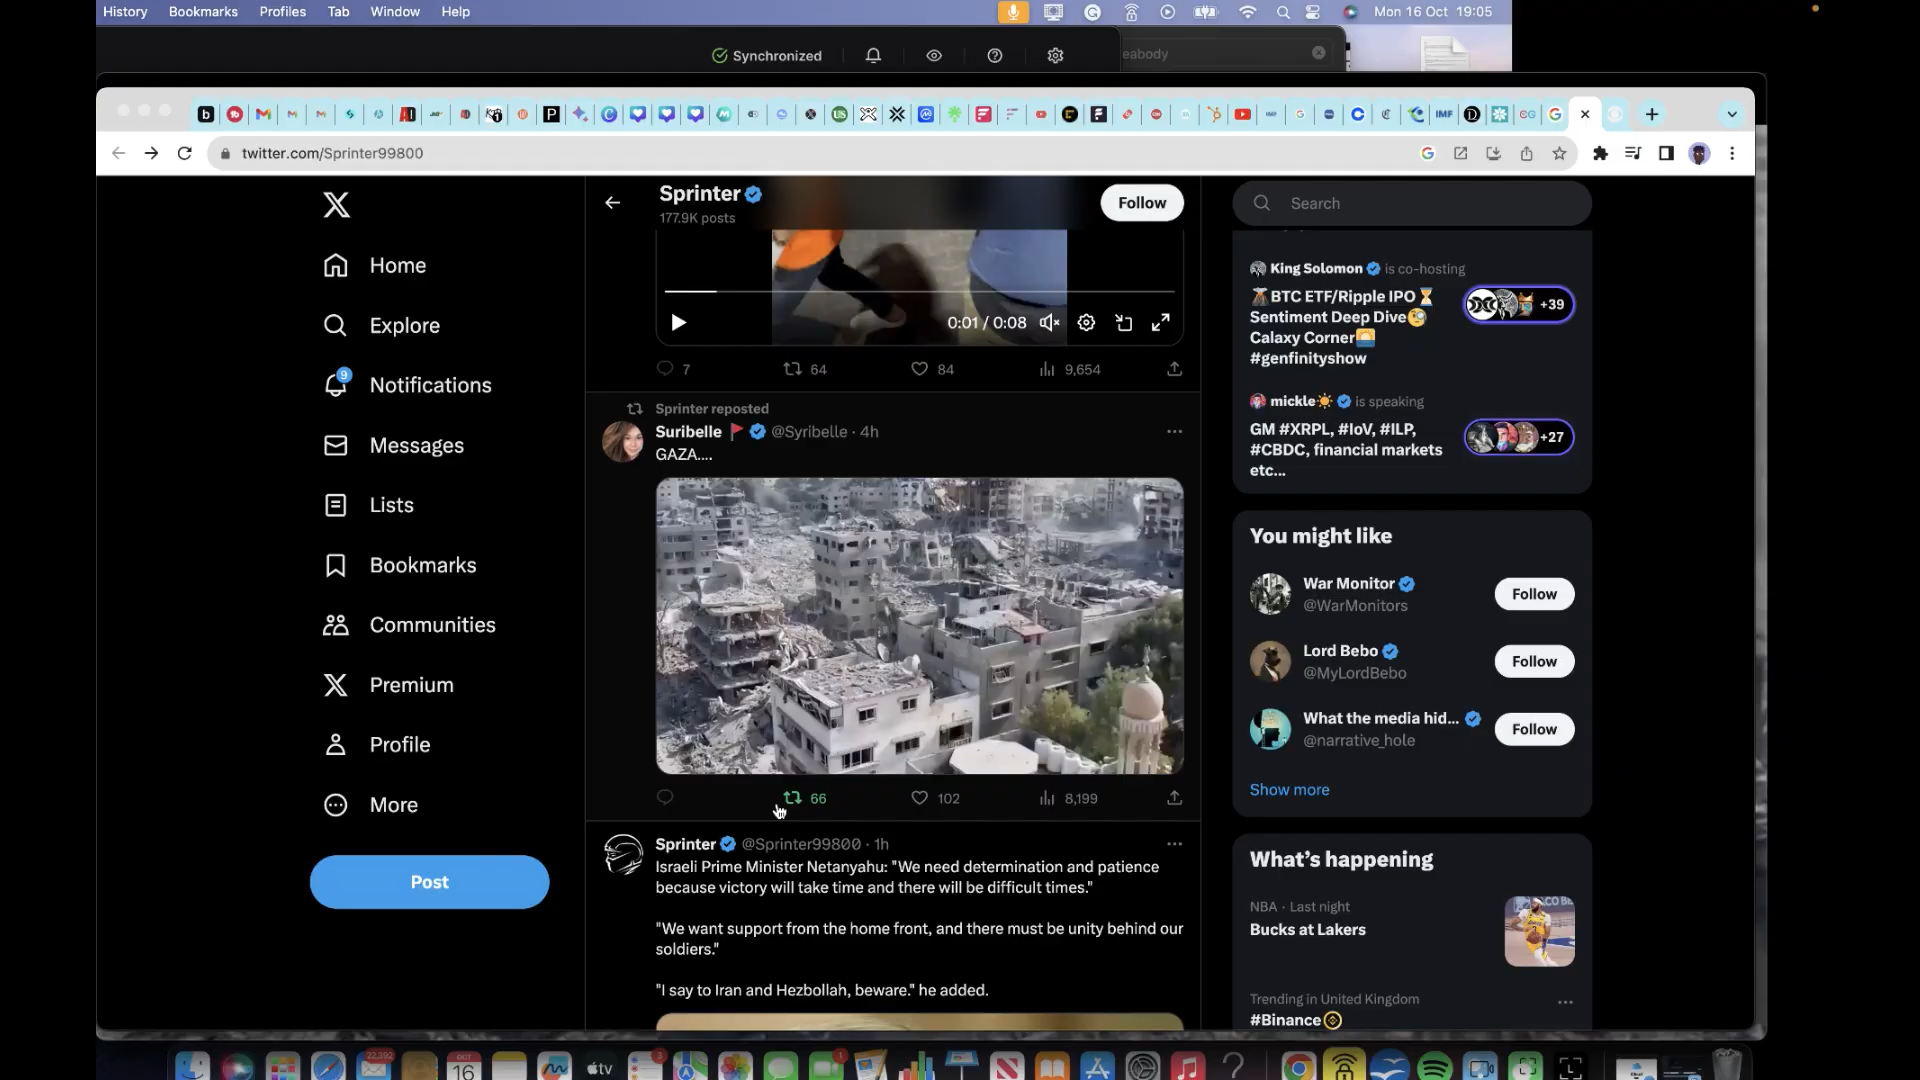 History Bookmarks Profiles Tab Window Help Mon 16 Oct 19:05
Synchronized
eabody
twitter.com/Sprinter99800
Home
Explore
9
Notifications
Messages
Lists
Bookmarks
Communities
Premium
Profile
More
Post
Sprinter
177.9K posts
Follow
0:01 / 0:08
7 64 84 9,654
Sprinter reposted
Suribelle @Syribelle · 4h
GAZA....
66 102 8,199
Sprinter @Sprinter99800 · 1h
Israeli Prime Minister Netanyahu: "We need determination and patience
because victory will take time and there will be difficult times."
"We want support from the home front, and there must be unity behind our
soldiers."
"I say to Iran and Hezbollah, beware." he added.
Search
King Solomon is co-hosting
BTC ETF/Ripple IPO
Sentiment Deep Dive
Calaxy Corner
#genfinityshow
+39
mickle is speaking
GM #XRPL, #IoV, #ILP,
#CBDC, financial markets
etc...
+27
You might like
War Monitor
@WarMonitors
Follow
Lord Bebo
@MyLordBebo
Follow
What the media hid...
@narrative_hole
Follow
Show more
What's happening
NBA · Last night
Bucks at Lakers
Trending in United Kingdom
#Binance
22,392
OCT
16
tv
3
1